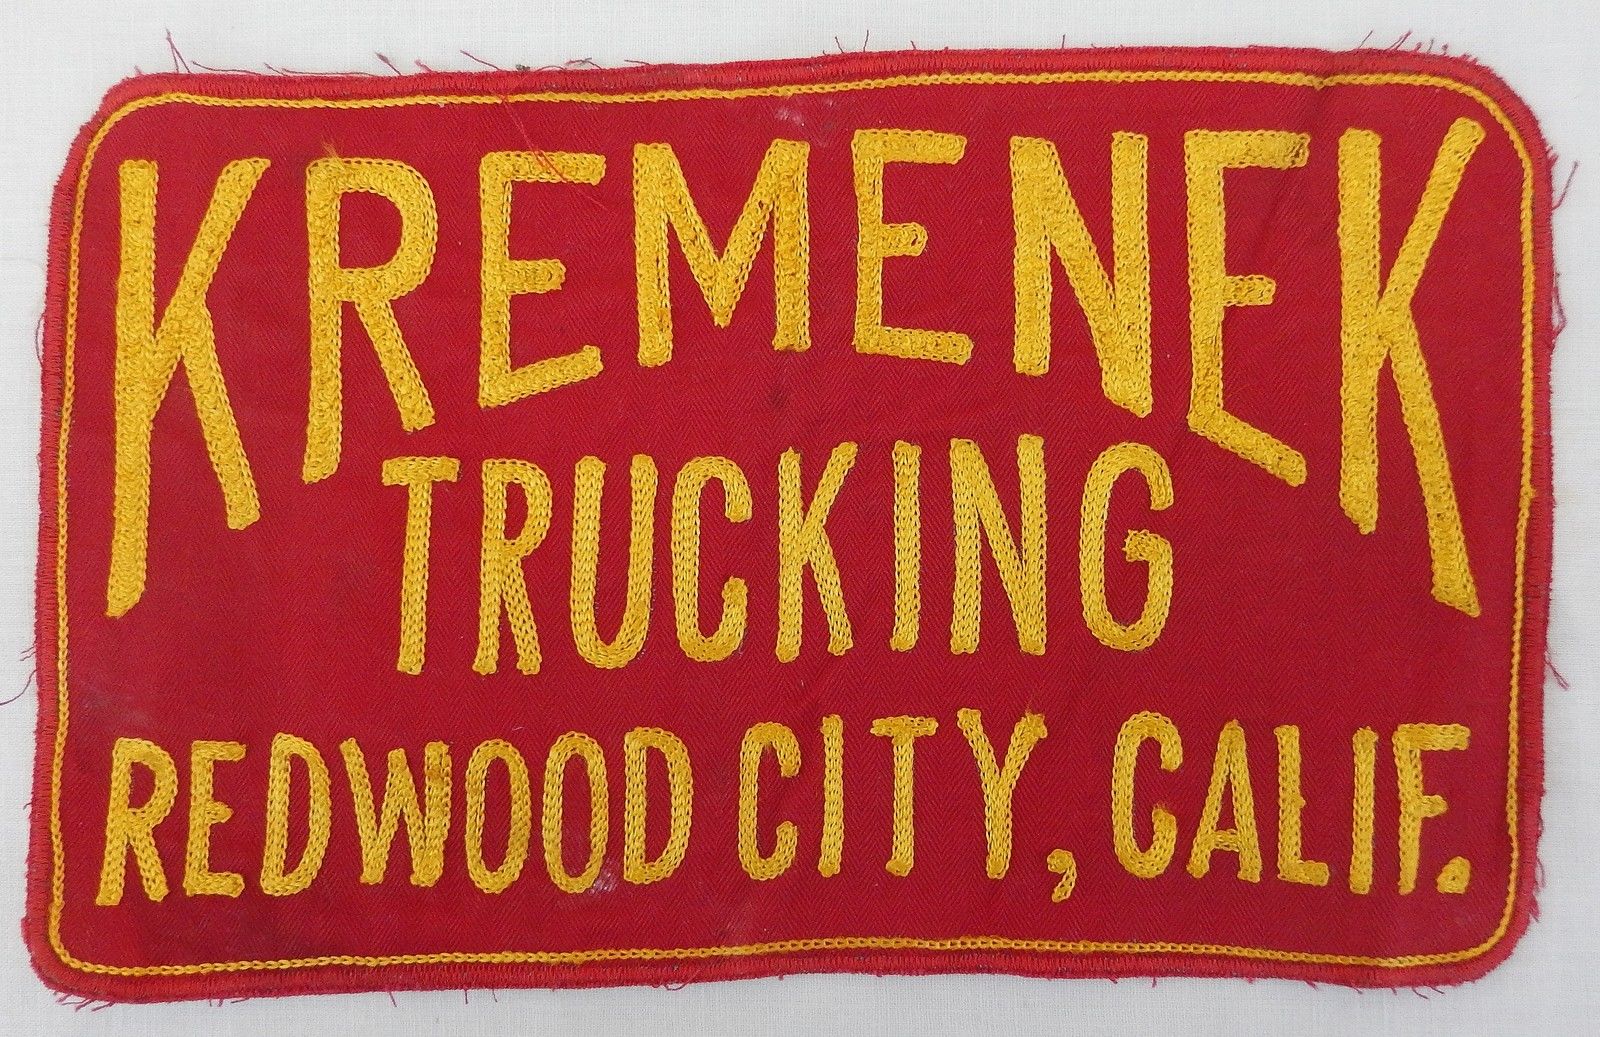 KREMENEK
TRUCKING
REDWOOD CITY, CALIF.